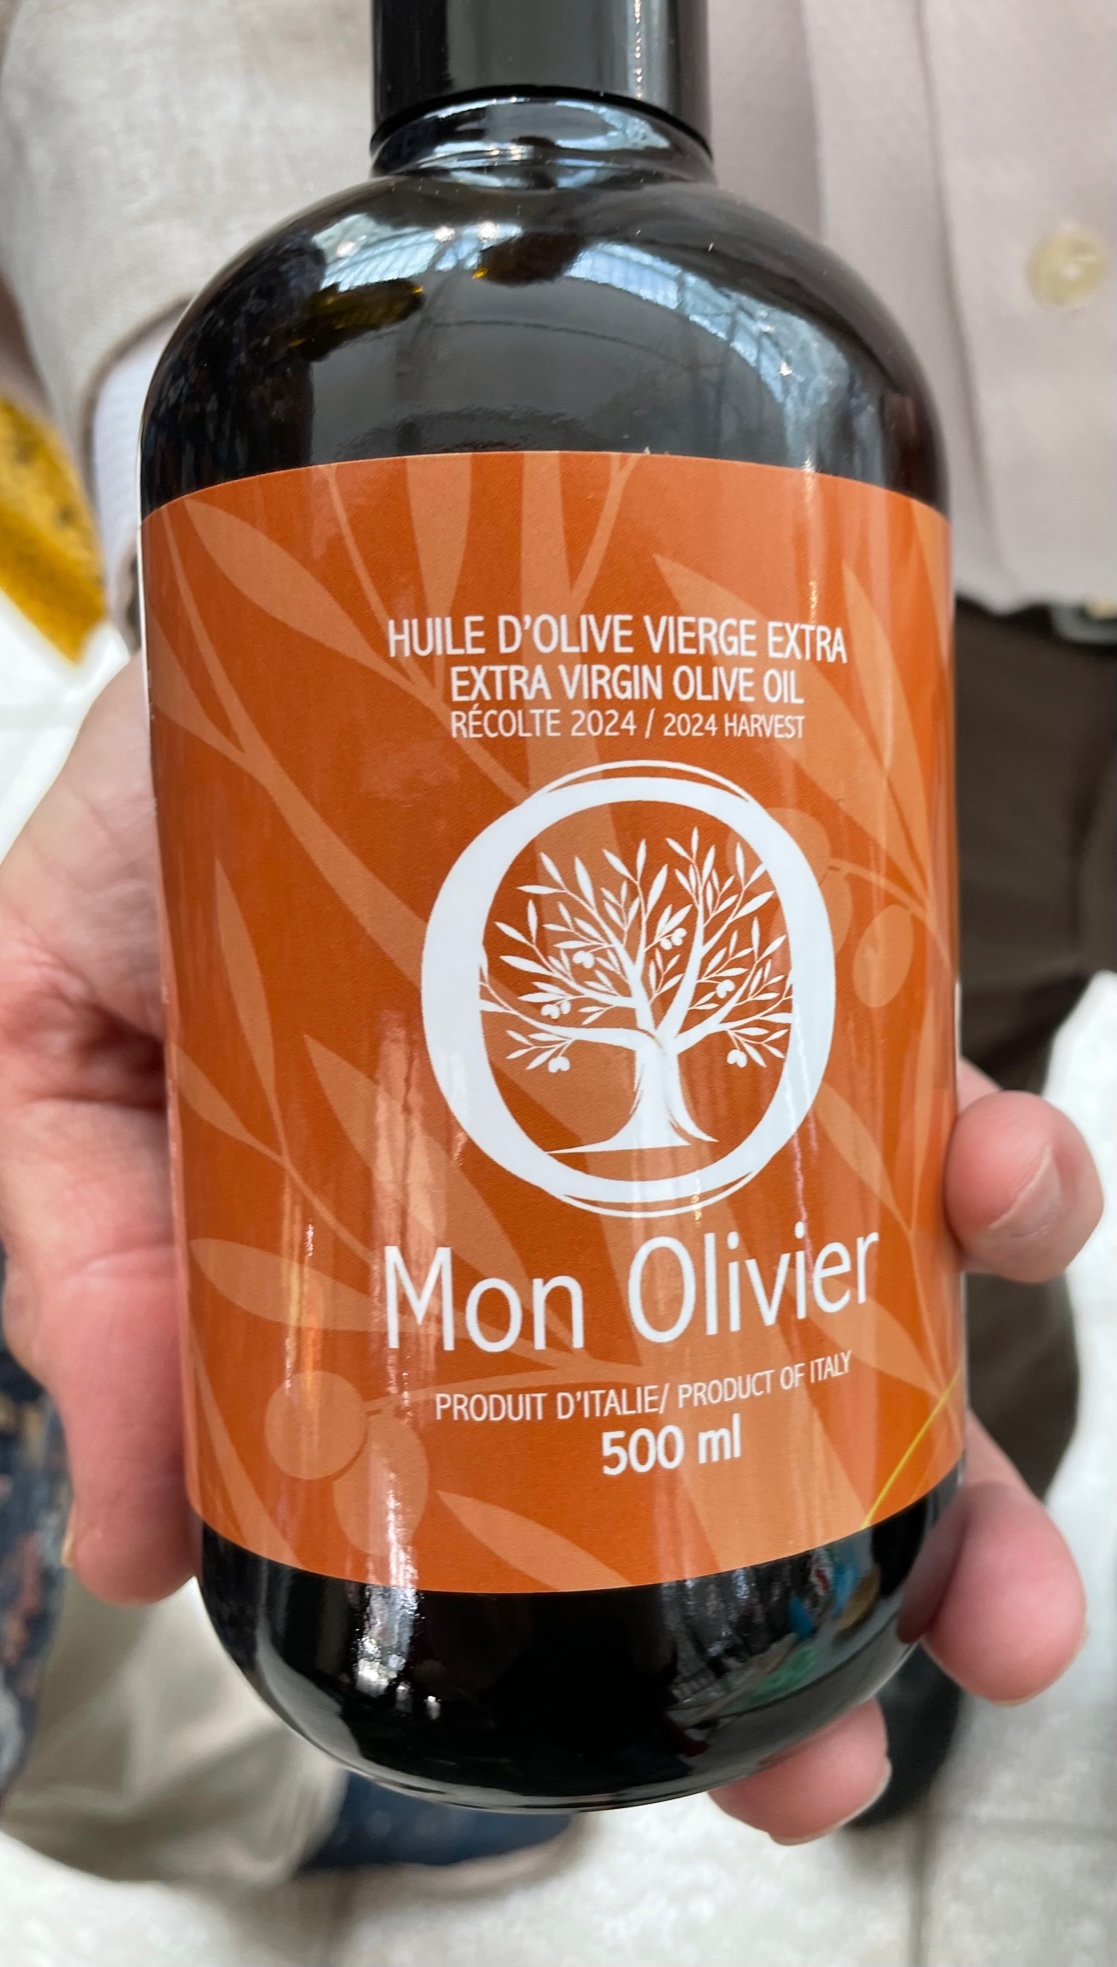 HUILE D'OLIVE VIERGE EXTRA
EXTRA VIRGIN OLIVE OIL
RÉCOLTE 2024 / 2024 HARVEST
Mon Olivier
PRODUIT D'ITALIE/ PRODUCT OF ITALY
500 ml